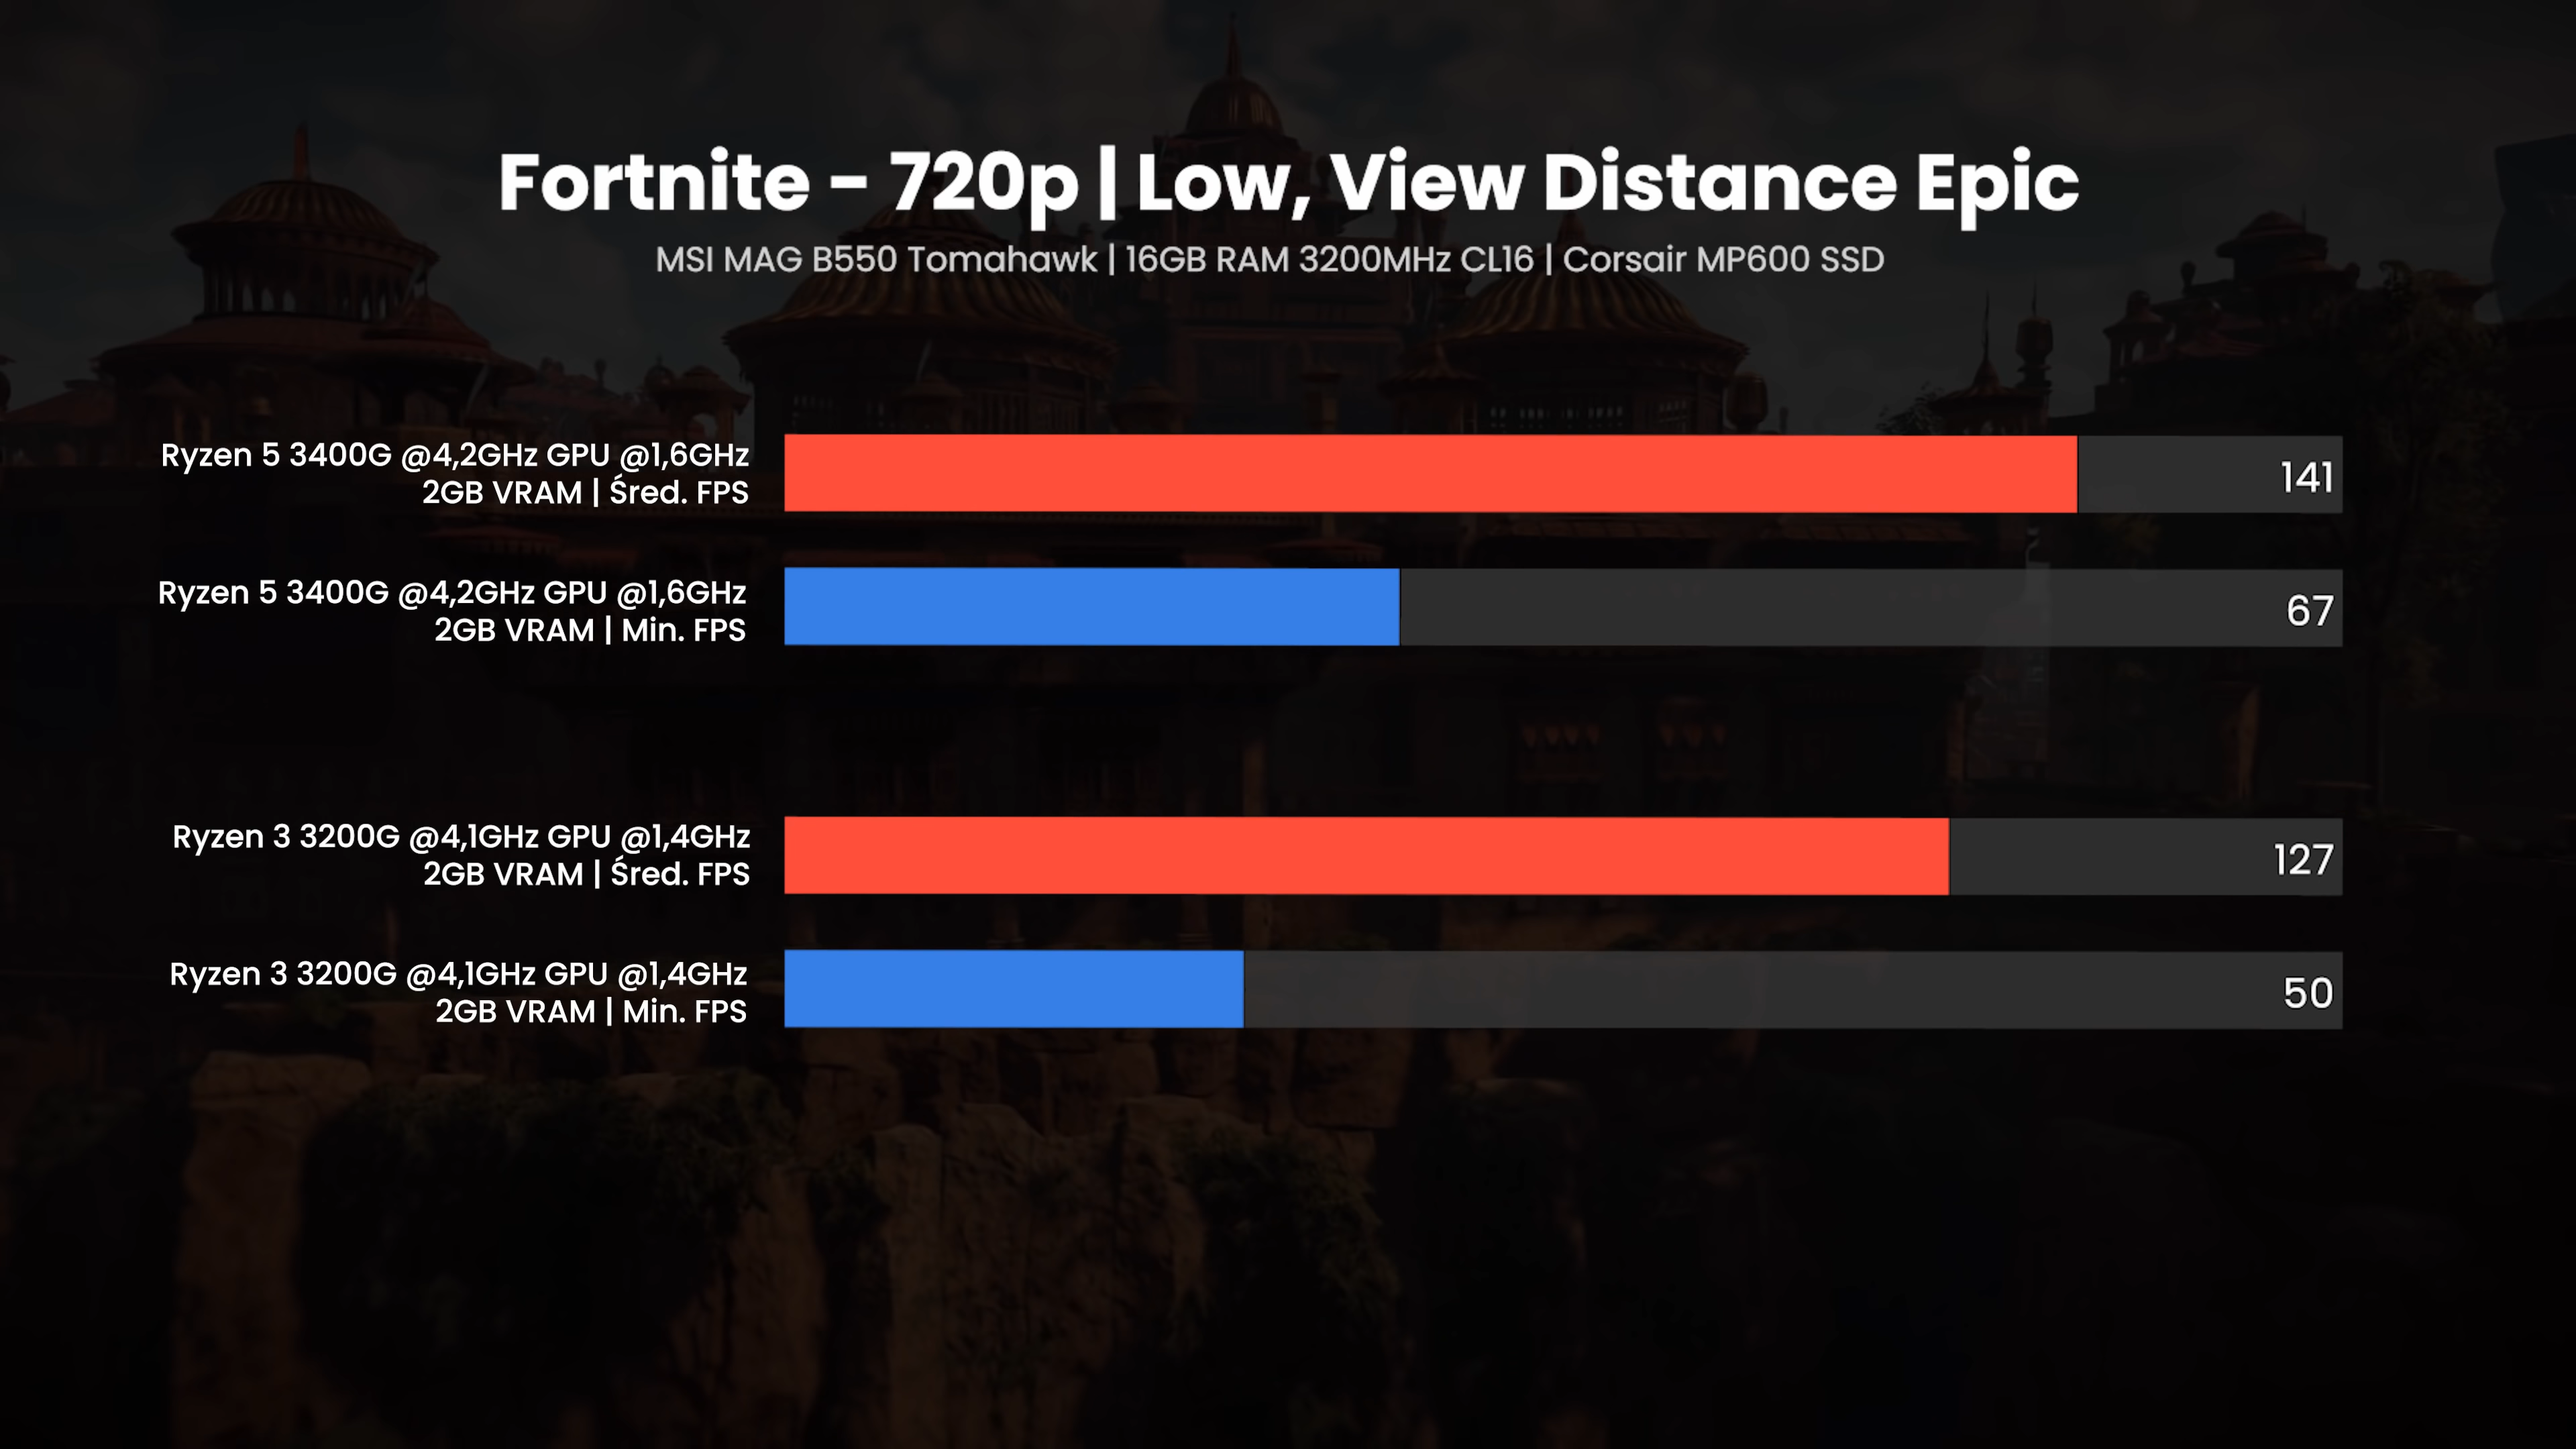 Fortnite - 720p | Low, View Distance Epic
MSI MAG B550 Tomahawk | 16GB RAM 3200MHz CL16 | Corsair MP600 SSD
Ryzen 5 3400G @4,2GHz GPU @1,6GHz
2GB VRAM | Śred. FPS
141
Ryzen 5 3400G @4,2GHz GPU @1,6GHz
2GB VRAM | Min. FPS
67
Ryzen 3 3200G @4,1GHz GPU @1,4GHz
2GB VRAM | Śred. FPS
127
Ryzen 3 3200G @4,1GHz GPU @1,4GHz
2GB VRAM | Min. FPS
50